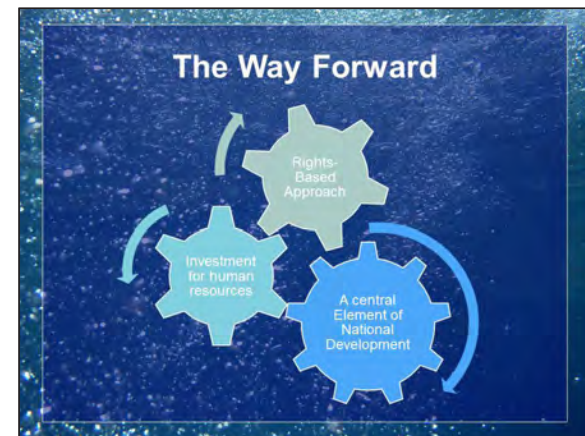 The Way Forward
Rights-
Based
Approach
Investment
for human
resources
A central
Element of
National
Development